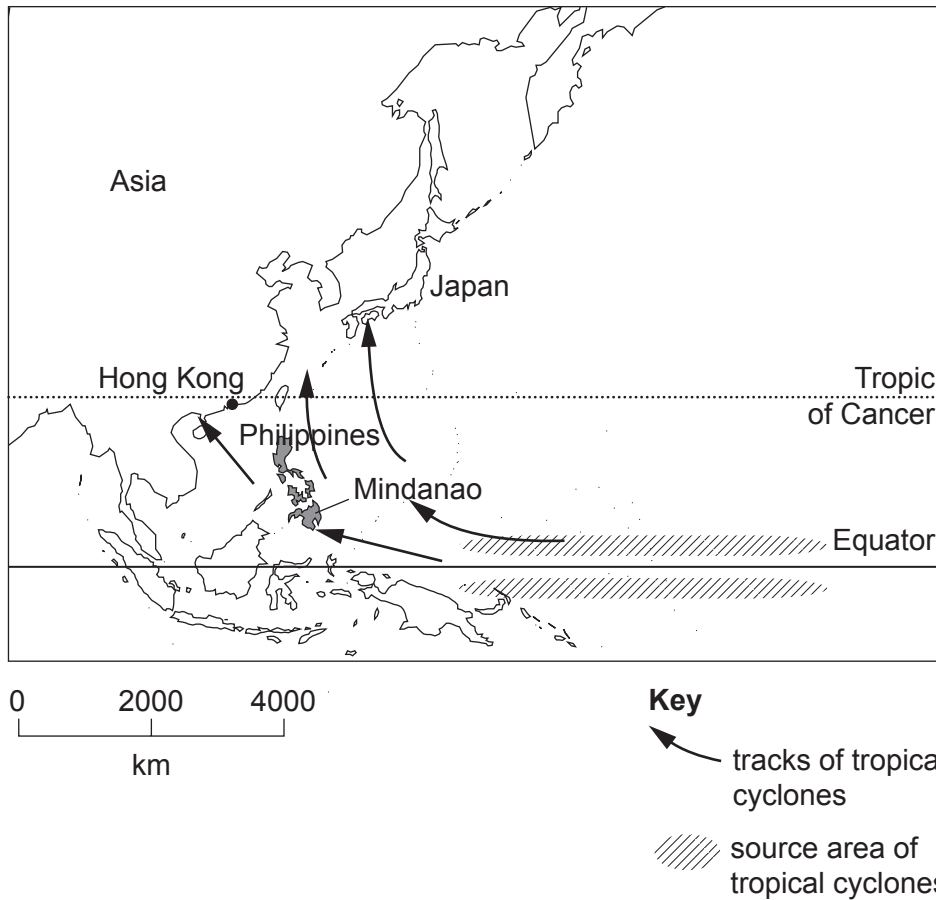 Asia
Japan
Hong Kong
Tropic
of Cancer
Philippines
Mindanao
Equator
0 2000 4000
km
Key
tracks of tropica
cyclones
source area of
tropical cyclones